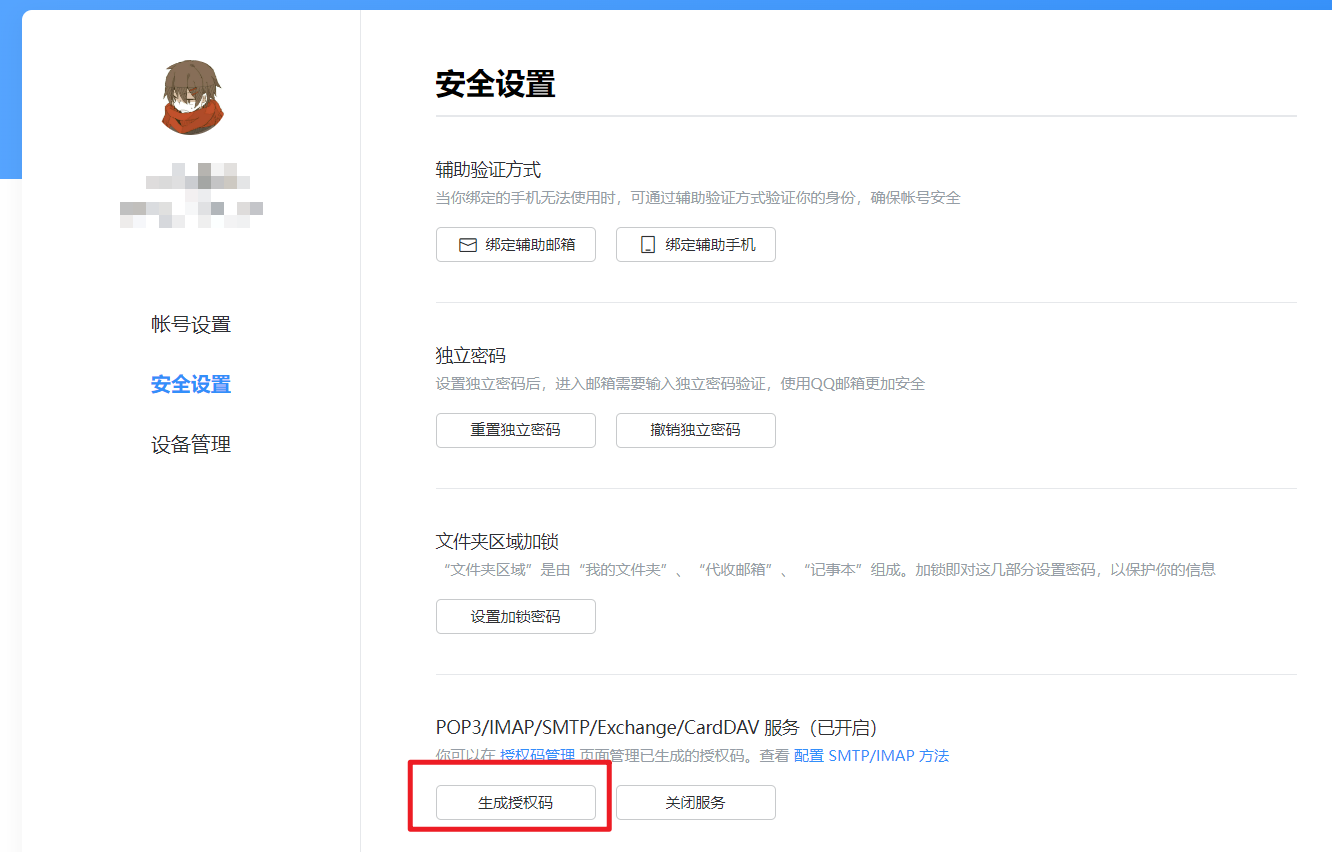 安全设置
辅助验证方式
当你绑定的手机无法使用时，可通过辅助验证方式验证你的身份，确保帐号安全
绑定辅助邮箱 绑定辅助手机
帐号设置
安全设置
设备管理
独立密码
设置独立密码后，进入邮箱需要输入独立密码验证，使用QQ邮箱更加安全
重置独立密码 撤销独立密码
文件夹区域加锁
“文件夹区域”是由“我的文件夹”、“代收邮箱”、“记事本”组成。加锁即对这几部分设置密码，以保护你的信息
设置加锁密码
POP3/IMAP/SMTP/Exchange/CardDAV 服务（已开启）
你可以在 授权码管理 页面管理已生成的授权码。查看 配置 SMTP/IMAP 方法
生成授权码 关闭服务